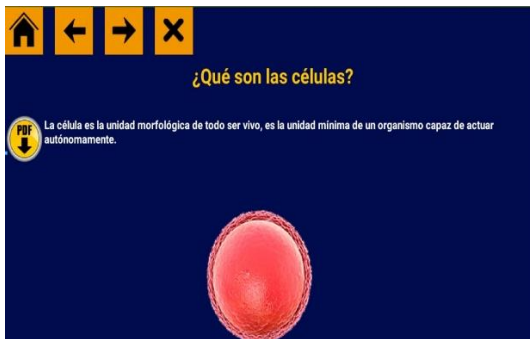 ¿Qué son las células?
PDF
La célula es la unidad morfológica de todo ser vivo, es la unidad mínima de un organismo capaz de actuar
autónomamente.